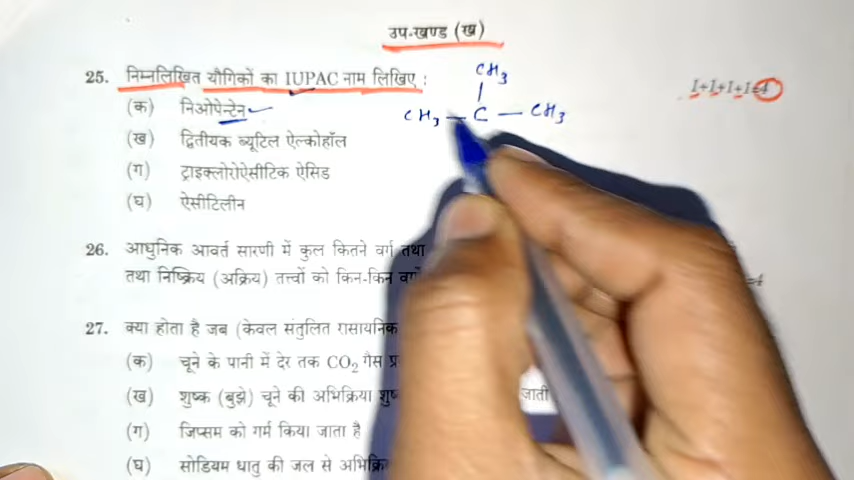 उप-खण्ड (ख)
25. निम्नलिखित यौगिकों का IUPAC नाम लिखिए : 1+1+1+1=4
CH3
(क) निओपेन्टेन
CH3 — C — CH3
(ख) द्वितीयक ब्यूटिल ऐल्कोहॉल
(ग) ट्राइक्लोरोऐसीटिक ऐसिड
(घ) ऐसीटिलीन
26. आधुनिक आवर्त सारणी में कुल कितने वर्ग तथा
तथा निष्क्रिय (अक्रिय) तत्त्वों को किन-किन =4
27. क्या होता है जब (केवल संतुलित रासायनिक
(क) चूने के पानी में देर तक CO2 गैस
(ख) शुष्क (बुझे) चूने की अभिक्रिया जाती
(ग) जिप्सम को गर्म किया जाता है
(घ) सोडियम धातु की जल से